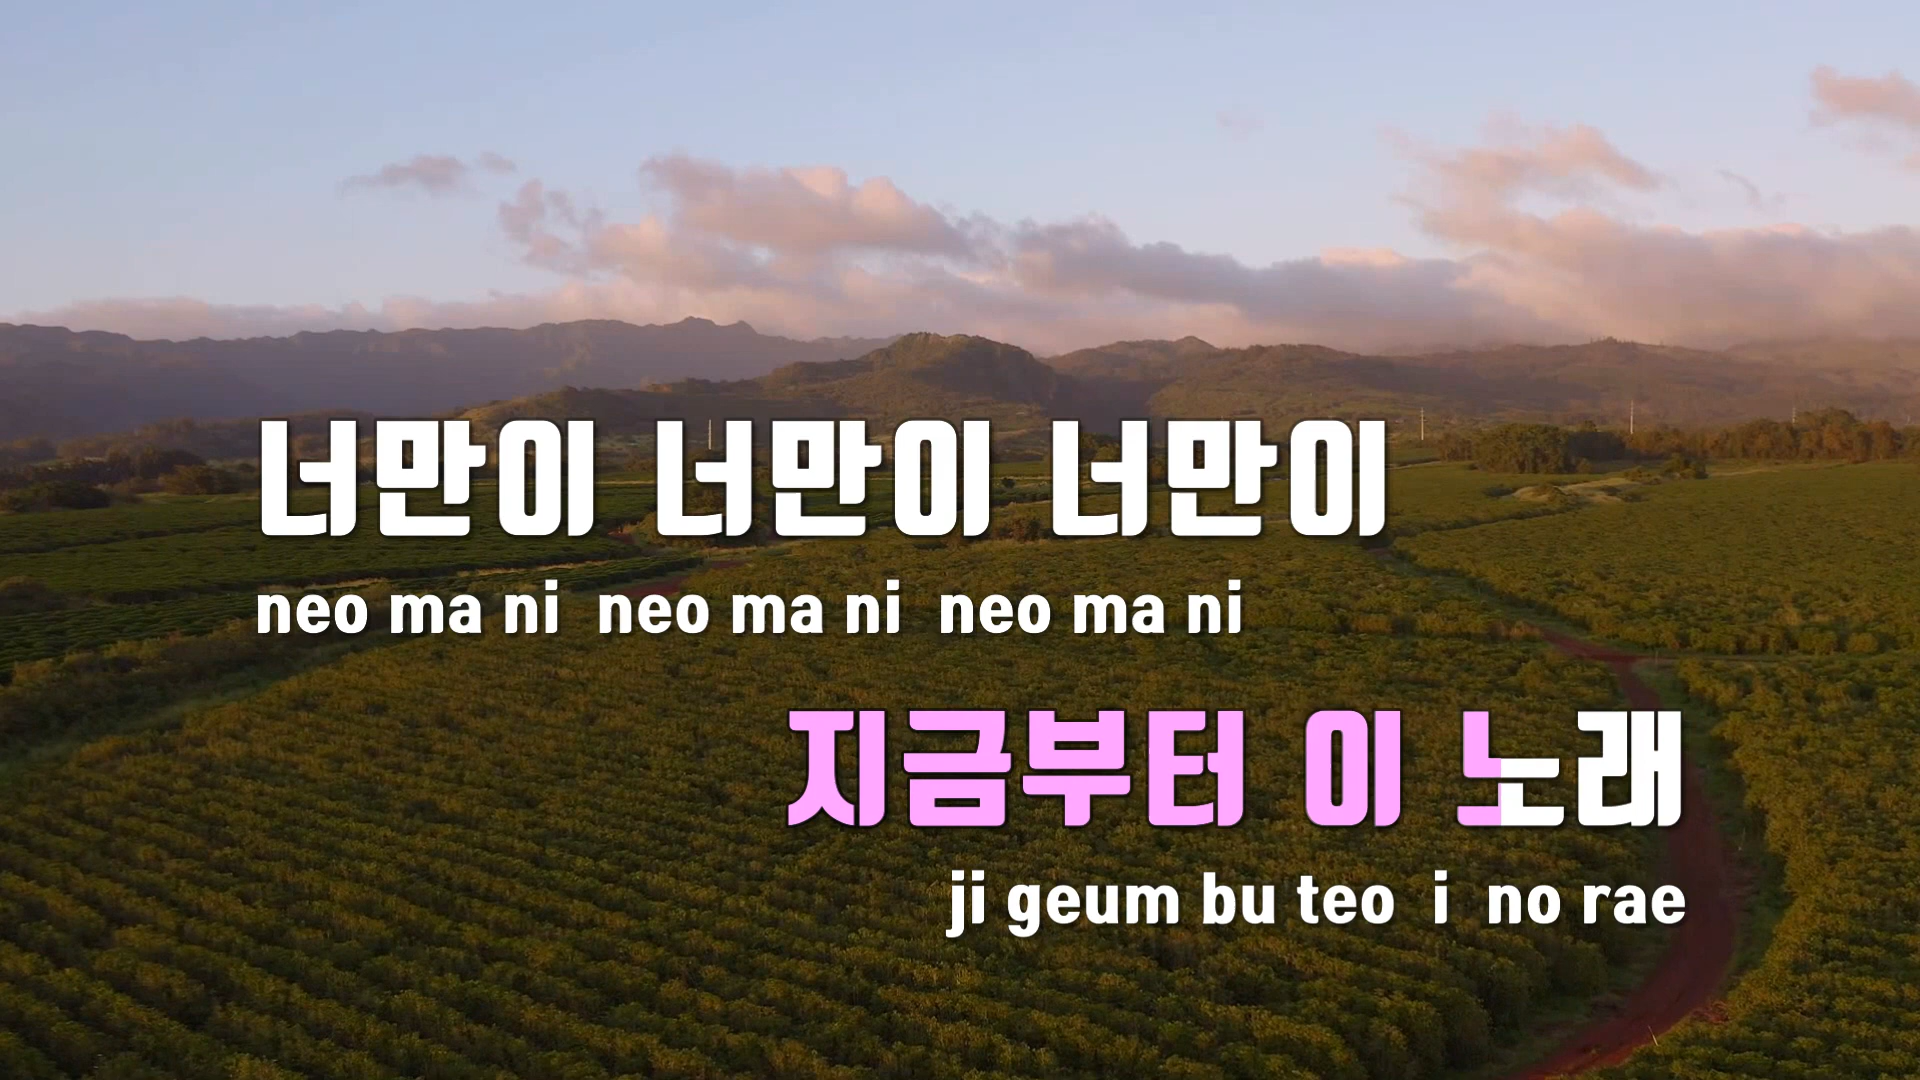 너만이 너만이 너만이
neo ma ni neo ma ni neo ma ni
지금부터 이 노래
ji geum bu teo i no rae